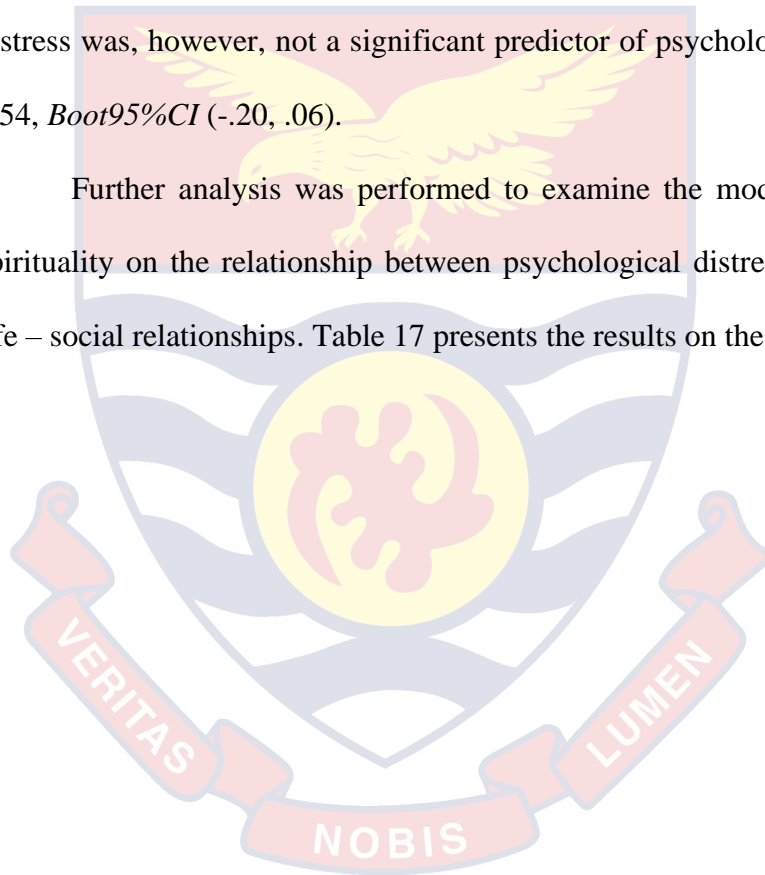 stress was, however, not a significant predictor of psycholo
54, Boot95%CI (-.20, .06).
Further analysis was performed to examine the mod
pirituality on the relationship between psychological distre
fe – social relationships. Table 17 presents the results on the
VERITAS
NOBIS
LUMEN